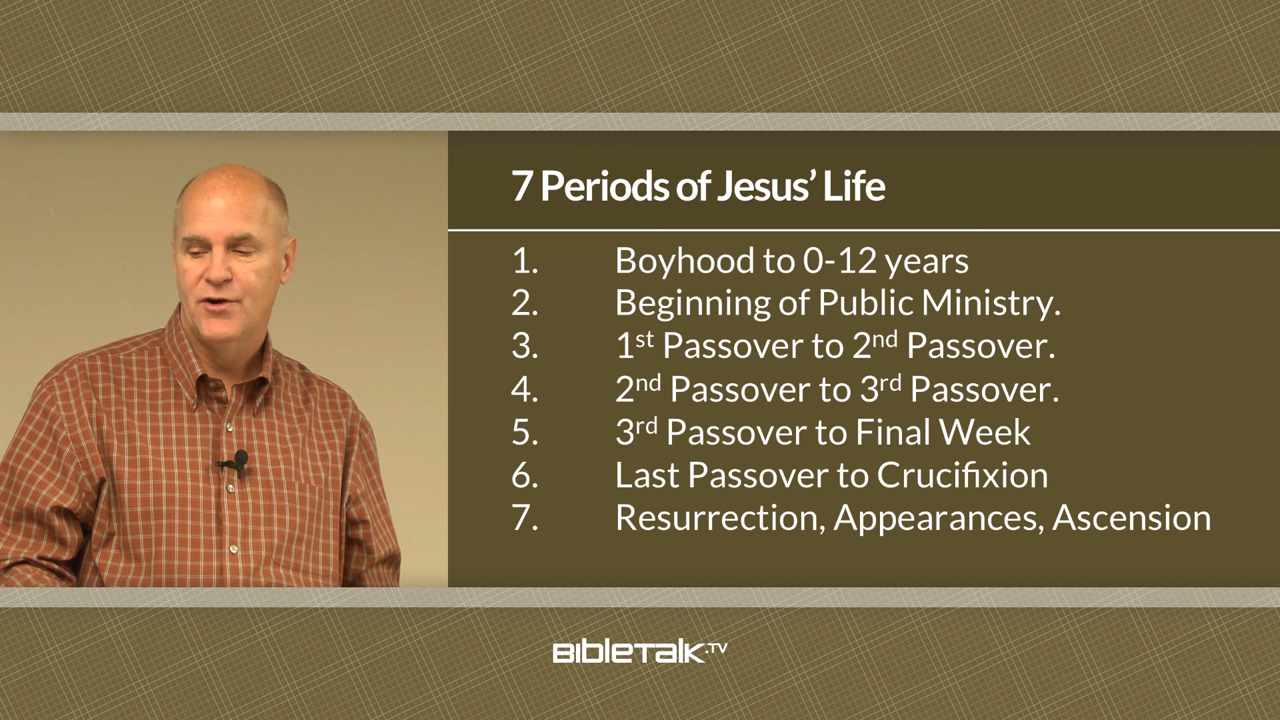 7 Periods of Jesus’ Life
1. Boyhood to 0-12 years
2. Beginning of Public Ministry.
3. 1st Passover to 2nd Passover.
4. 2nd Passover to 3rd Passover.
5. 3rd Passover to Final Week
6. Last Passover to Crucifixion
7. Resurrection, Appearances, Ascension
BIBLETALK.TV